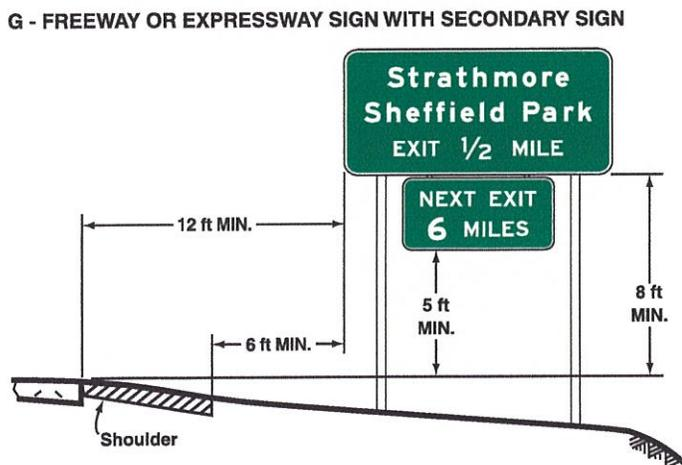 G - FREEWAY OR EXPRESSWAY SIGN WITH SECONDARY SIGN
Strathmore
Sheffield Park
EXIT 1/2 MILE
NEXT EXIT
6 MILES
12 ft MIN.
6 ft MIN.
5 ft
MIN.
8 ft
MIN.
Shoulder